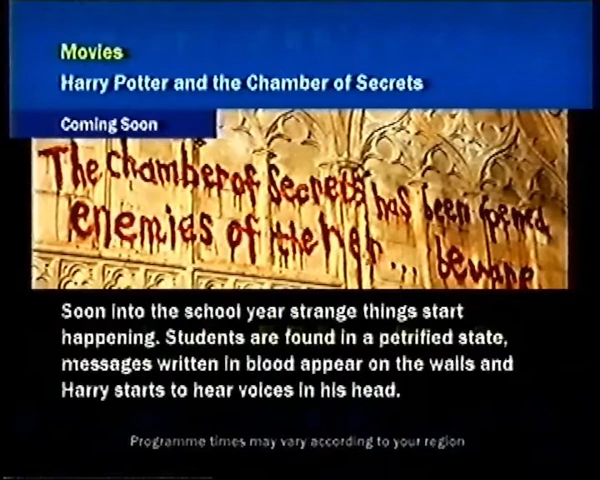 Movies
Harry Potter and the Chamber of Secrets
Coming Soon
The chamber of Secrets has been opened,
enemies of the heir... beware
Soon into the school year strange things start
happening. Students are found in a petrified state,
messages written in blood appear on the walls and
Harry starts to hear voices in his head.
Programme times may vary according to your region